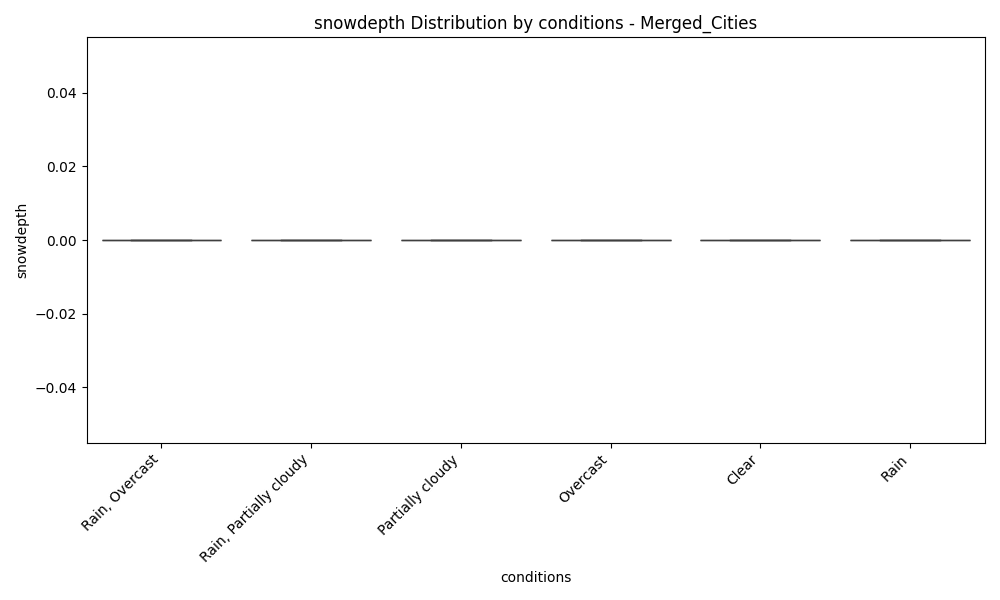 snowdepth Distribution by conditions - Merged_Cities
snowdepth
0.04
0.02
0.00
−0.02
−0.04
Rain, Overcast
Rain, Partially cloudy
Partially cloudy
Overcast
Clear
Rain
conditions